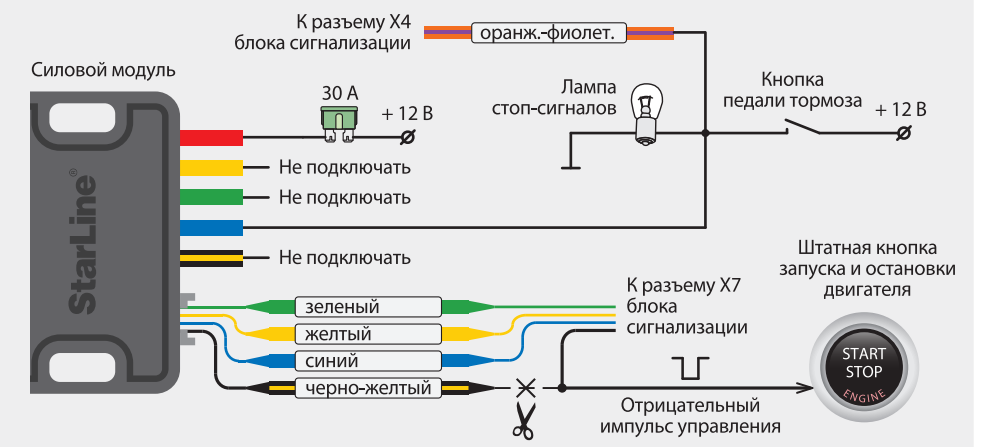 К разъему X4
блока сигнализации
оранж.-фиолет.
Силовой модуль
30 А
+ 12 В
Лампа
стоп-сигналов
Кнопка
педали тормоза
+ 12 В
Не подключать
Не подключать
Не подключать
StarLine®
зеленый
желтый
синий
черно-желтый
К разъему X7
блока
сигнализации
Штатная кнопка
запуска и остановки
двигателя
START
STOP
ENGINE
Отрицательный
импульс управления